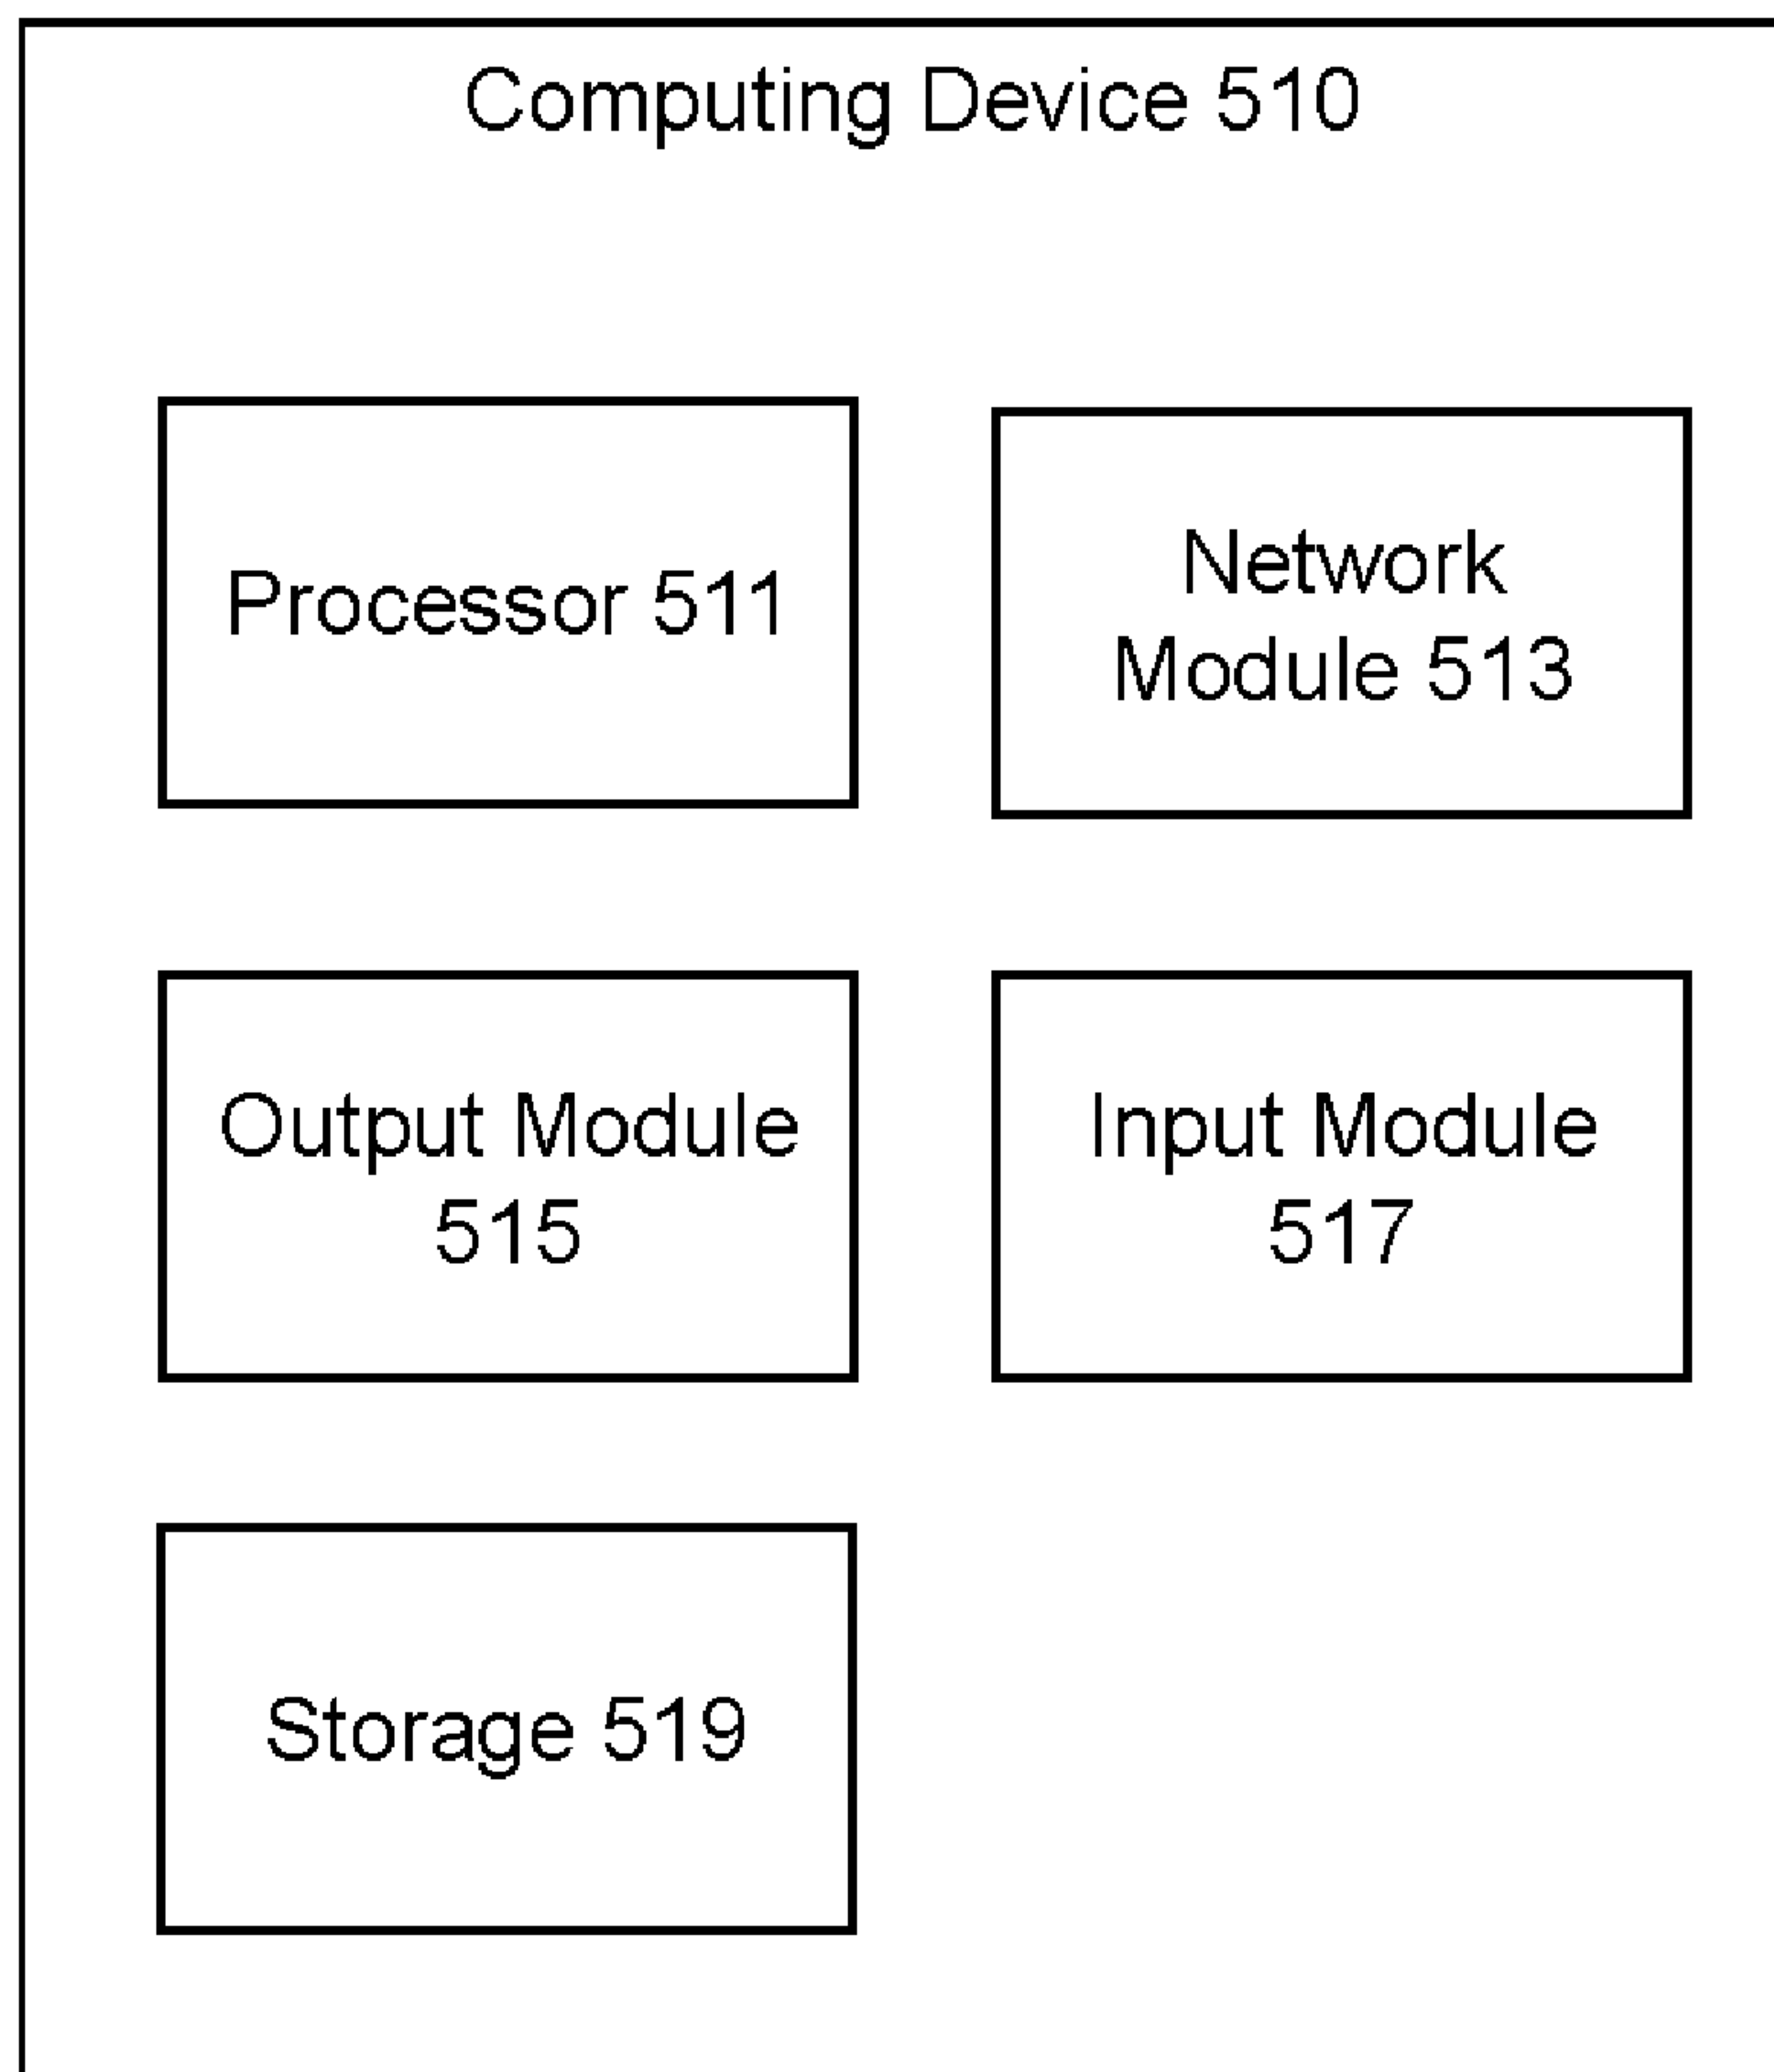 Computing Device 510
Processor 511
Network
Module 513
Output Module
515
Input Module
517
Storage 519